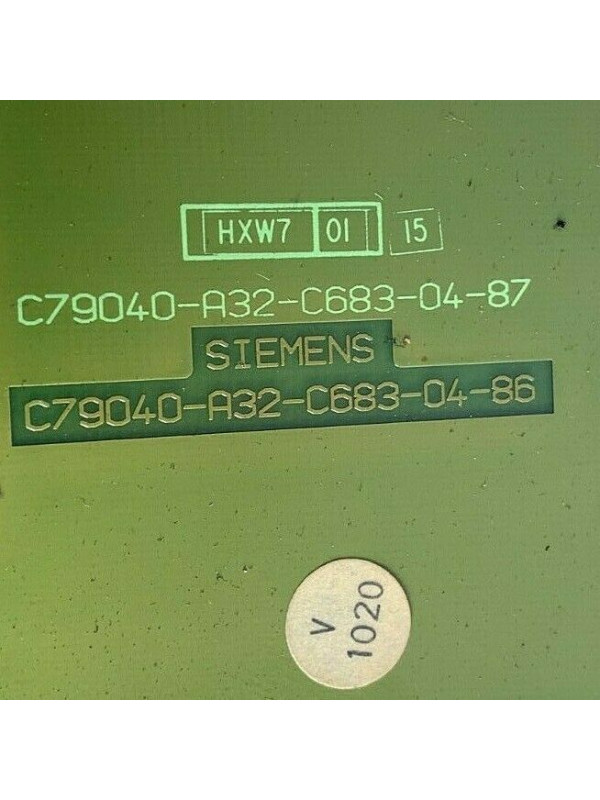 HXW7 01 15
C79040-A32-C683-04-87
SIEMENS
C79040-A32-C683-04-86
V
1020